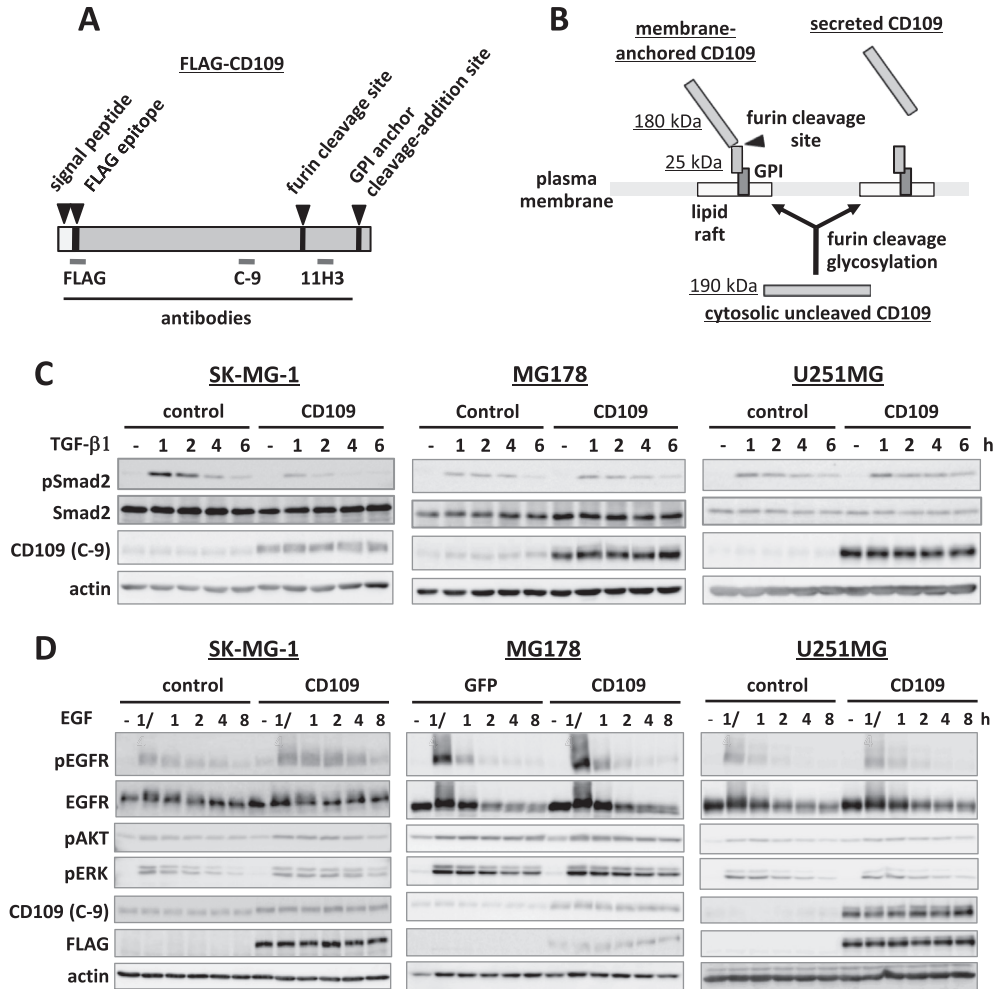 A
FLAG-CD109
signal peptide
FLAG epitope
furin cleavage site
GPI anchor
cleavage-addition site
FLAG C-9 11H3
antibodies
B
membrane-
anchored CD109
secreted CD109
180 kDa
furin cleavage
site
25 kDa
GPI
plasma
membrane
lipid
raft
furin cleavage
glycosylation
190 kDa
cytosolic uncleaved CD109
C
SK-MG-1 MG178 U251MG
control CD109 Control CD109 control CD109
TGF-β1 - 1 2 4 6 - 1 2 4 6 - 1 2 4 6 - 1 2 4 6 - 1 2 4 6 - 1 2 4 6 h
pSmad2
Smad2
CD109 (C-9)
actin
D
SK-MG-1 MG178 U251MG
control CD109 GFP CD109 control CD109
EGF - 1/ 1 2 4 8 - 1/ 1 2 4 8 - 1/ 1 2 4 8 - 1/ 1 2 4 8 - 1/ 1 2 4 8 - 1/ 1 2 4 8 h
pEGFR
EGFR
pAKT
pERK
CD109 (C-9)
FLAG
actin